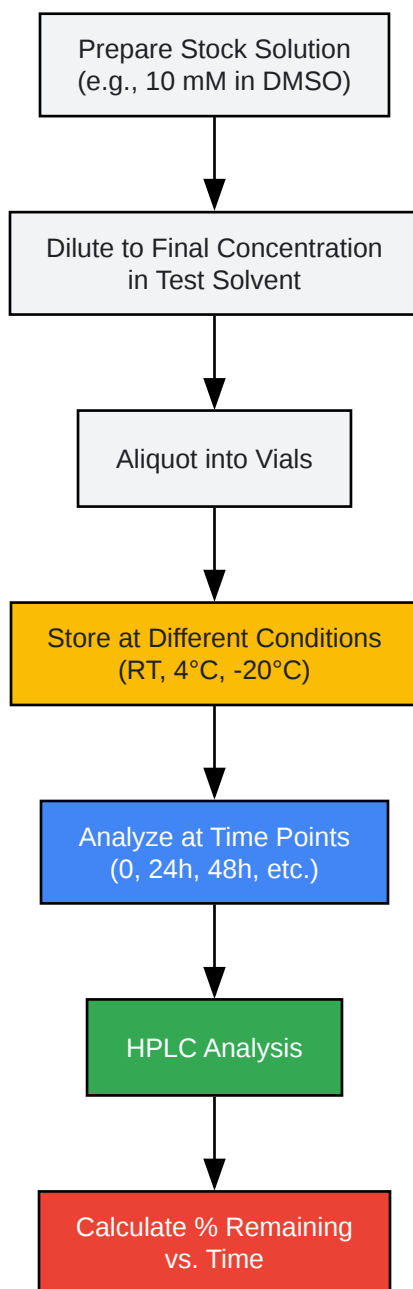 Prepare Stock Solution
(e.g., 10 mM in DMSO)
Dilute to Final Concentration
in Test Solvent
Aliquot into Vials
Store at Different Conditions
(RT, 4°C, -20°C)
Analyze at Time Points
(0, 24h, 48h, etc.)
HPLC Analysis
Calculate % Remaining
vs. Time